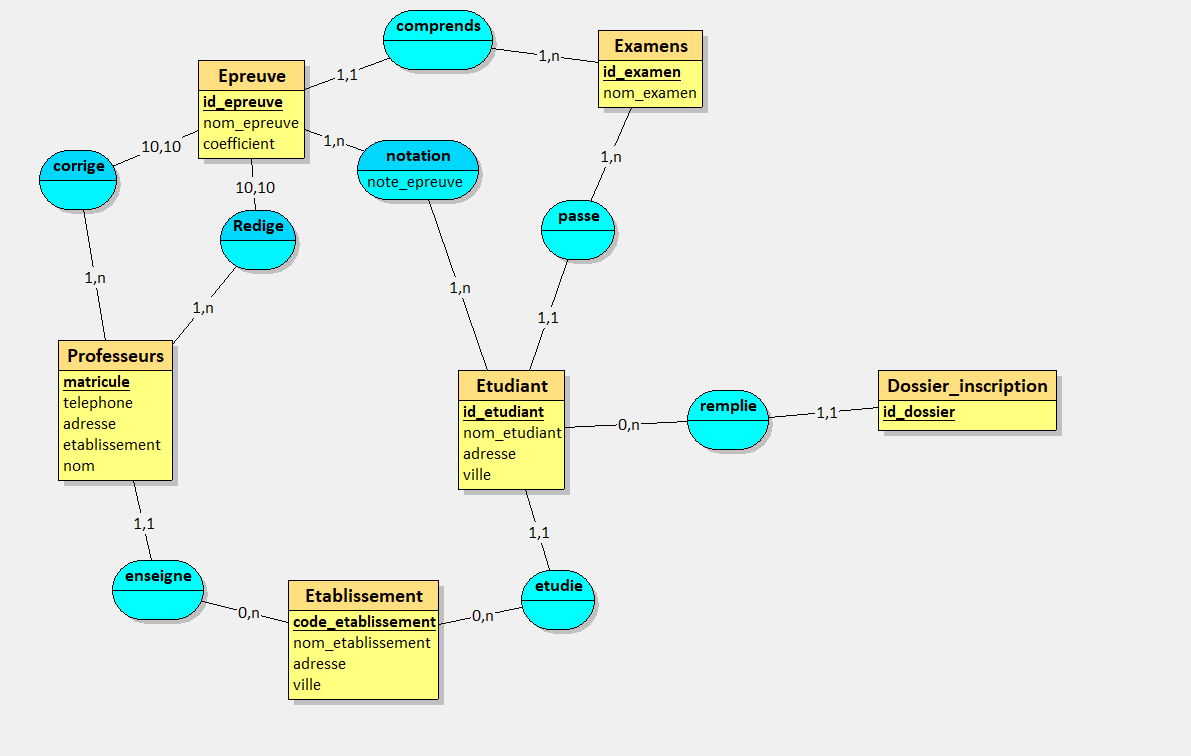 comprends
Examens
id_examen
nom_examen
1,n
1,1
Epreuve
id_epreuve
nom_epreuve
coefficient
10,10
corrige
1,n
notation
note_epreuve
1,n
10,10
Redige
passe
1,n
1,n
1,n
1,1
Professeurs
matricule
telephone
adresse
etablissement
nom
Etudiant
id_etudiant
nom_etudiant
adresse
ville
0,n
remplie
1,1
Dossier_inscription
id_dossier
1,1
enseigne
0,n
Etablissement
code_etablissement
nom_etablissement
adresse
ville
0,n
etudie
1,1